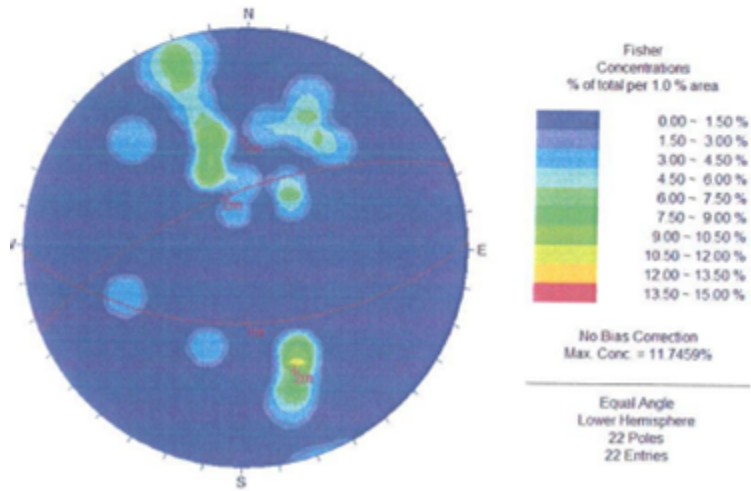 N
E
S
Fisher
Concentrations
% of total per 1.0 % area
0.00 ~ 1.50 %
1.50 ~ 3.00 %
3.00 ~ 4.50 %
4.50 ~ 6.00 %
6.00 ~ 7.50 %
7.50 ~ 9.00 %
9.00 ~ 10.50 %
10.50 ~ 12.00 %
12.00 ~ 13.50 %
13.50 ~ 15.00 %
No Bias Correction
Max. Conc. = 11.7459%
Equal Angle
Lower Hemisphere
22 Poles
22 Entries